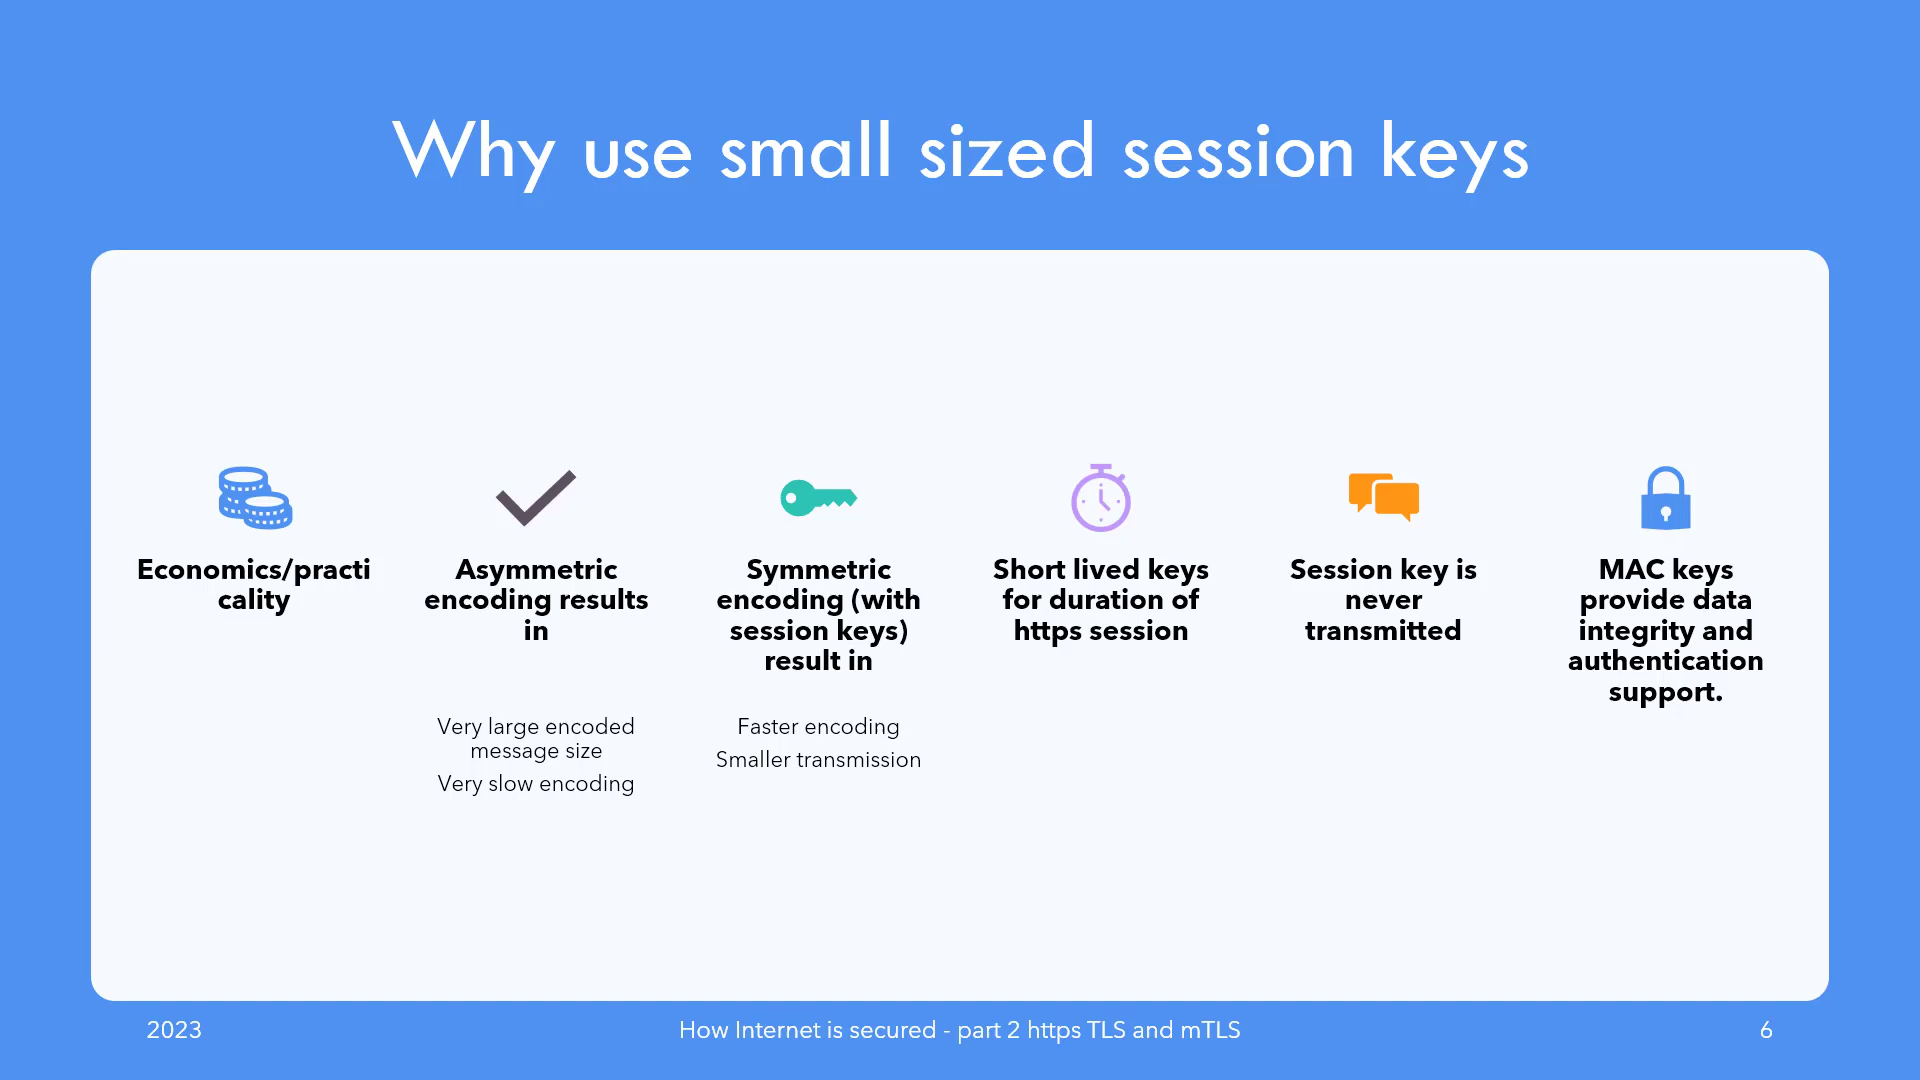 Why use small sized session keys
Economics/practi
cality
Asymmetric
encoding results
in
Very large encoded
message size
Very slow encoding
Symmetric
encoding (with
session keys)
result in
Faster encoding
Smaller transmission
Short lived keys
for duration of
https session
Session key is
never
transmitted
MAC keys
provide data
integrity and
authentication
support.
2023
How Internet is secured - part 2 https TLS and mTLS
6